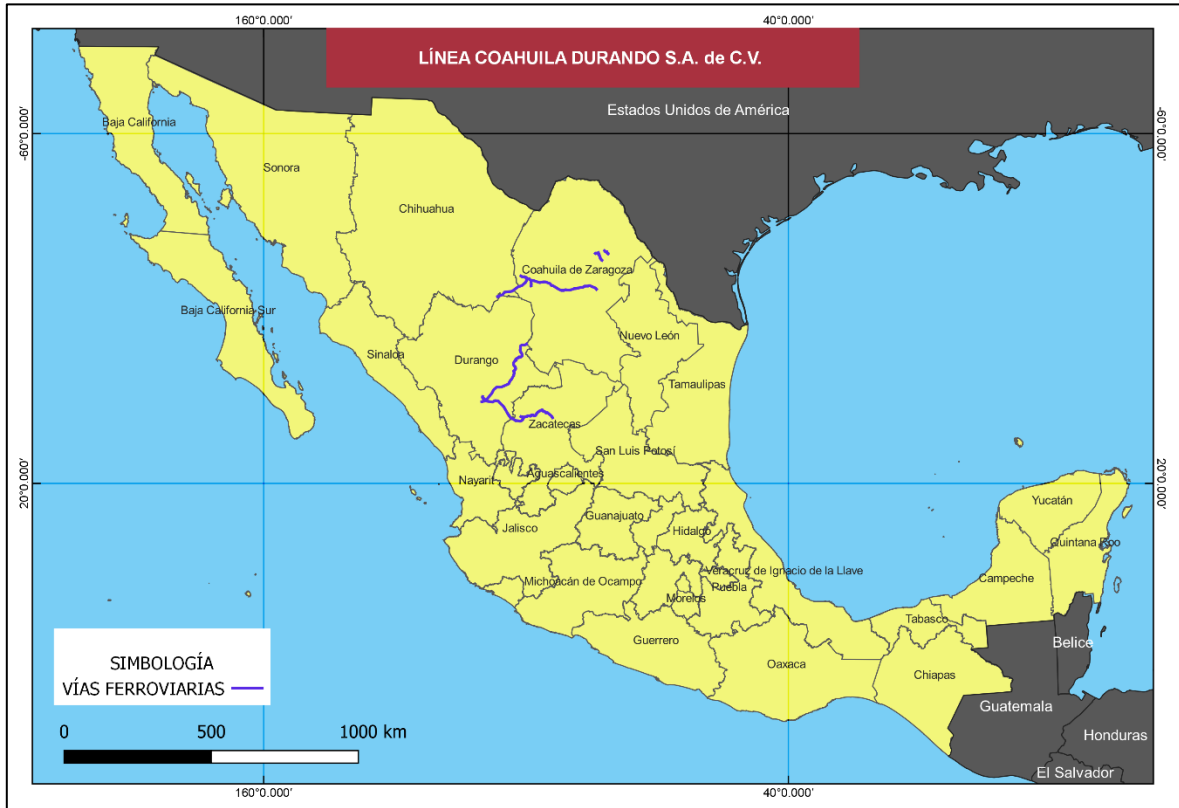 160°0.000'
40°0.000'
LÍNEA COAHUILA DURANDO S.A. de C.V.
Estados Unidos de América
Baja California
-60°0.000'
-60°0.000'
Sonora
Chihuahua
Coahuila de Zaragoza
Baja California Sur
Nuevo León
Sinaloa
Durango
Tamaulipas
Zacatecas
San Luis Potosí
Nayarit
Aguascalientes
20°0.000'
20°0.000'
Yucatán
Guanajuato
Jalisco
Hidalgo
Quintana Roo
Veracruz de Ignacio de la Llave
Michoacán de Ocampo
Puebla
Campeche
Morelos
Tabasco
Guerrero
Belice
Oaxaca
Chiapas
SIMBOLOGÍA
VÍAS FERROVIARIAS
Guatemala
0 500 1000 km
Honduras
El Salvador
160°0.000'
40°0.000'